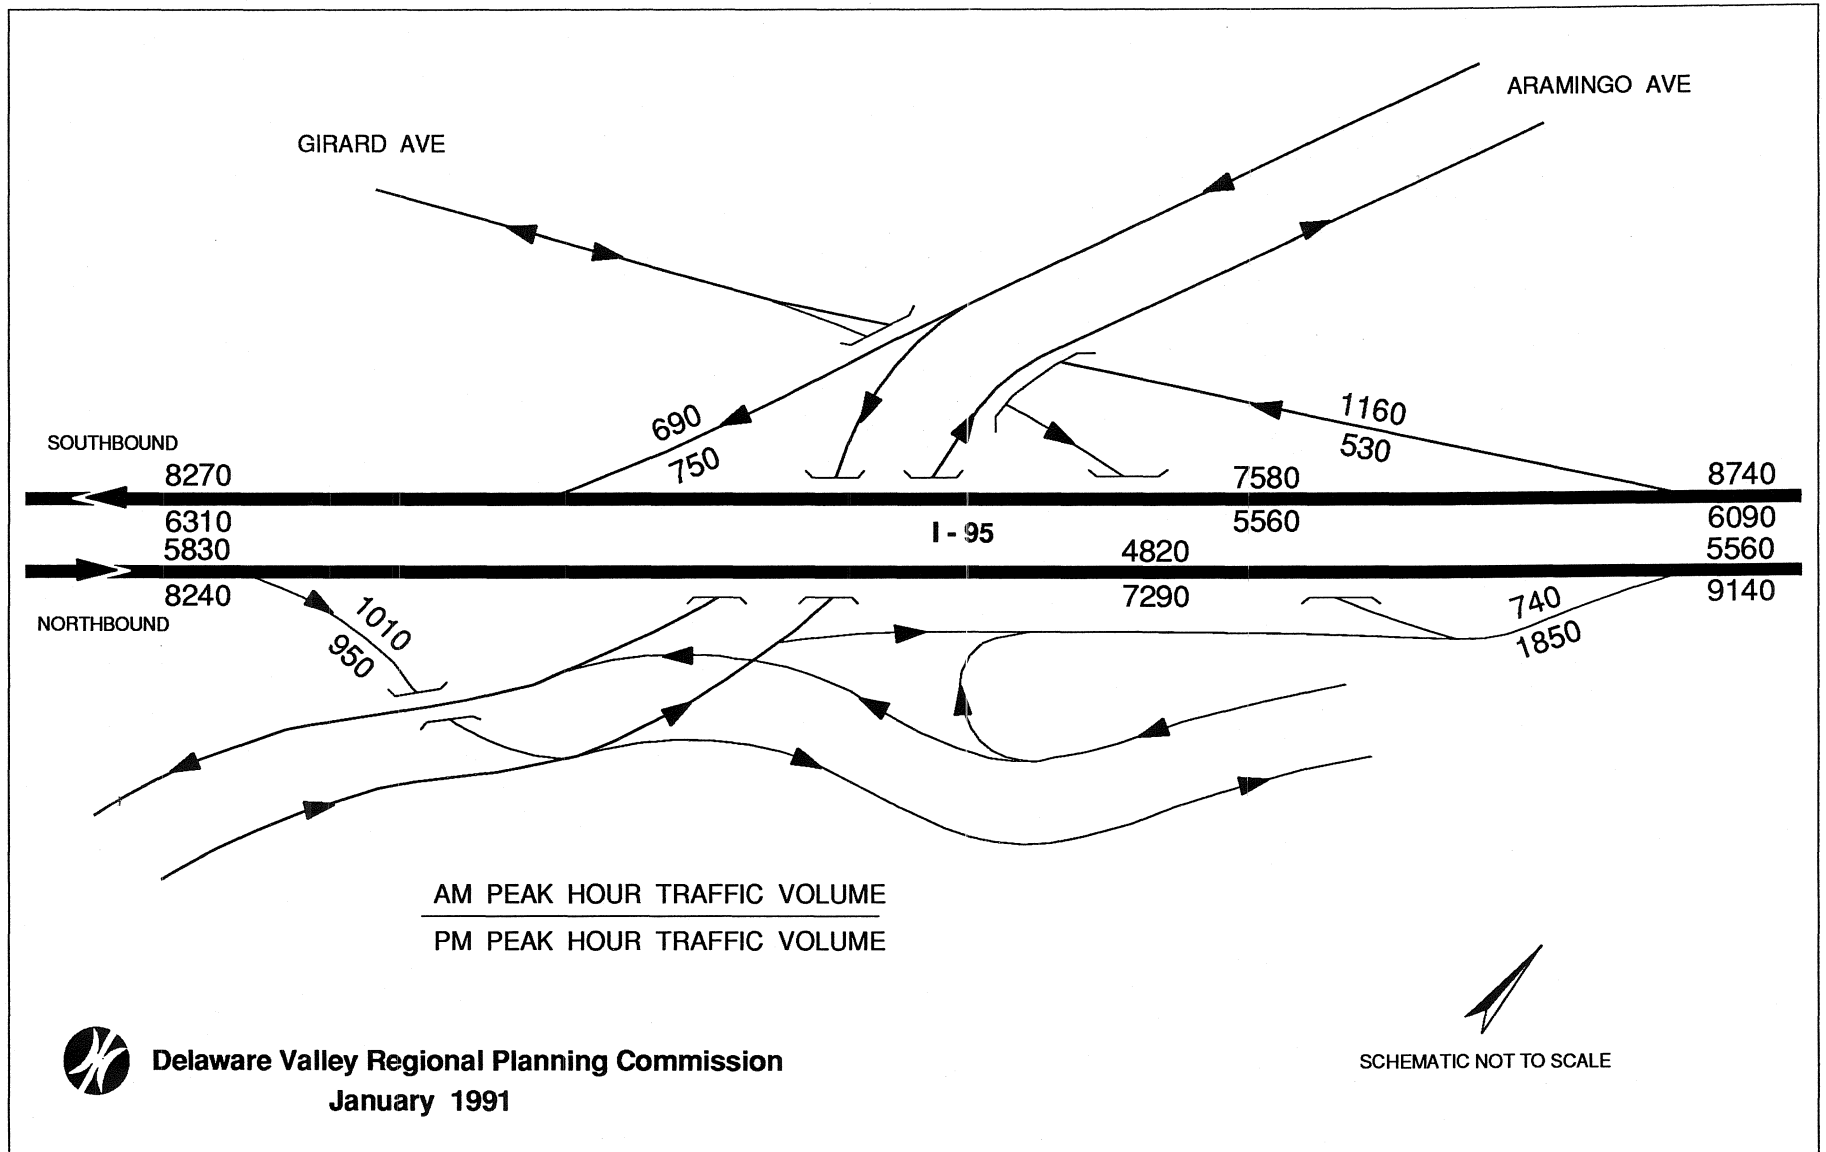 ARAMINGO AVE
GIRARD AVE
690
750
1160
530
SOUTHBOUND
8270
7580
8740
6310
I - 95
5560
6090
5830
4820
5560
8240
7290
9140
NORTHBOUND
1010
950
740
1850
AM PEAK HOUR TRAFFIC VOLUME
PM PEAK HOUR TRAFFIC VOLUME
Delaware Valley Regional Planning Commission
January 1991
SCHEMATIC NOT TO SCALE